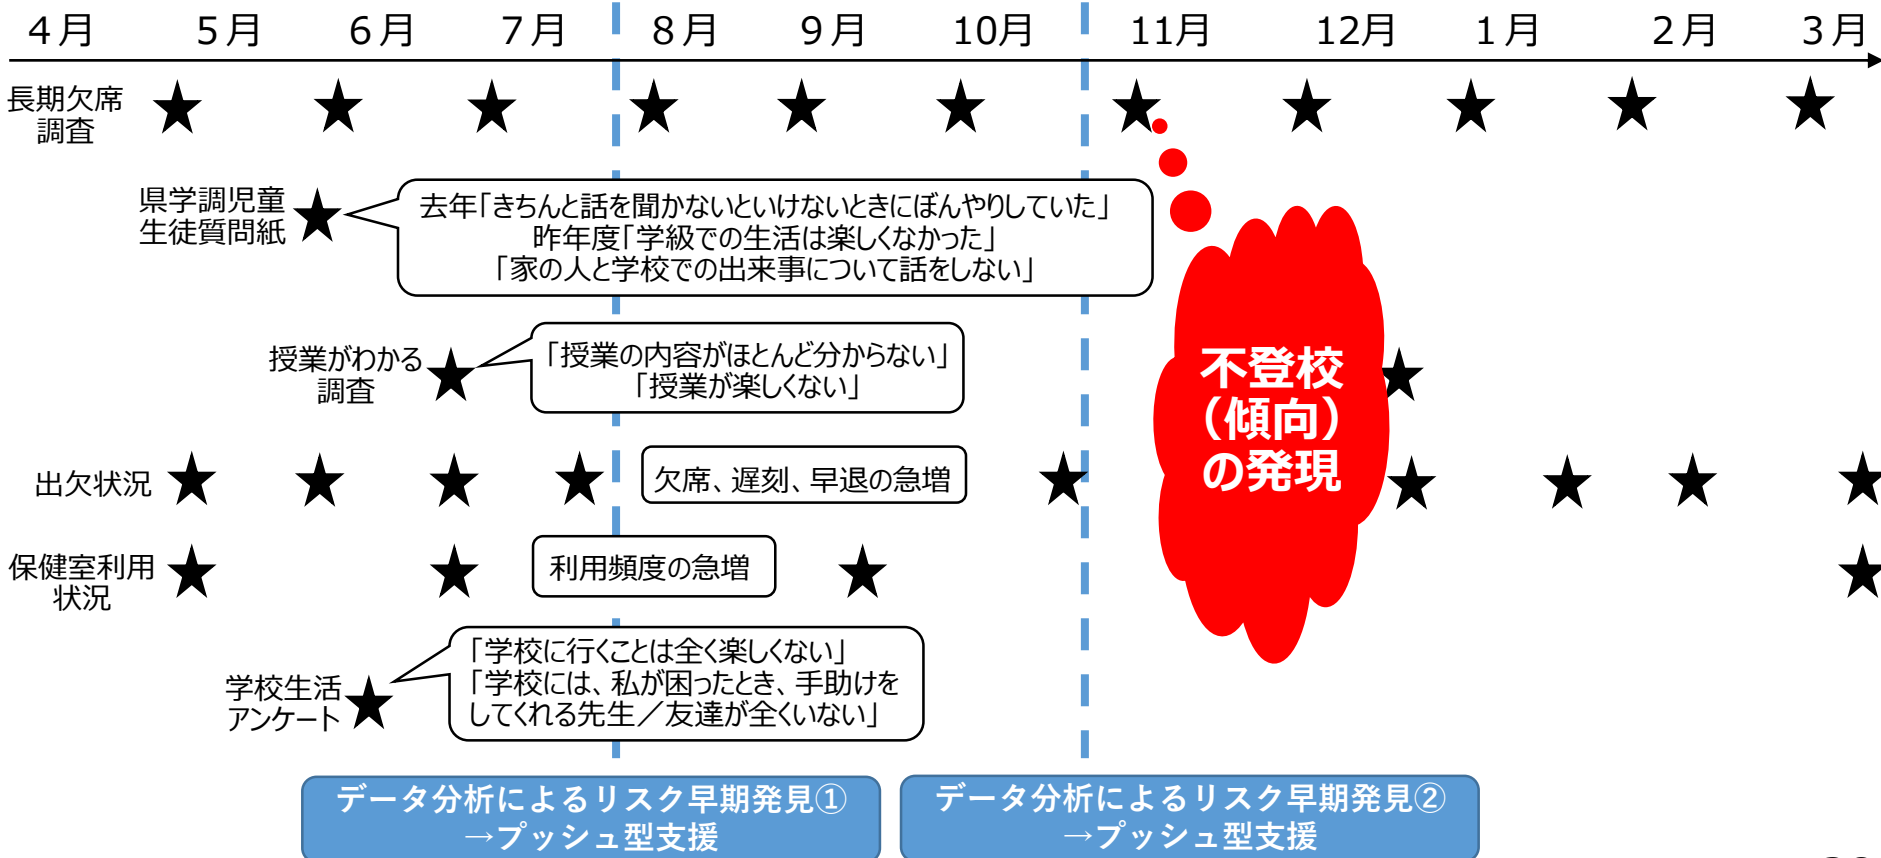 4月 5月 6月 7月 8月 9月 10月 11月 12月 1月 2月 3月
長期欠席
調査
県学調児童
生徒質問紙
去年「きちんと話を聞かないといけないときにぼんやりしていた」
昨年度「学級での生活は楽しくなかった」
「家の人と学校での出来事について話をしない」
授業がわかる
調査
「授業の内容がほとんど分からない」
「授業が楽しくない」
不登校
（傾向）
の発現
出欠状況
欠席、遅刻、早退の急増
保健室利用
状況
利用頻度の急増
学校生活
アンケート
「学校に行くことは全く楽しくない」
「学校には、私が困ったとき、手助けを
してくれる先生／友達が全くいない」
データ分析によるリスク早期発見①
→プッシュ型支援
データ分析によるリスク早期発見②
→プッシュ型支援